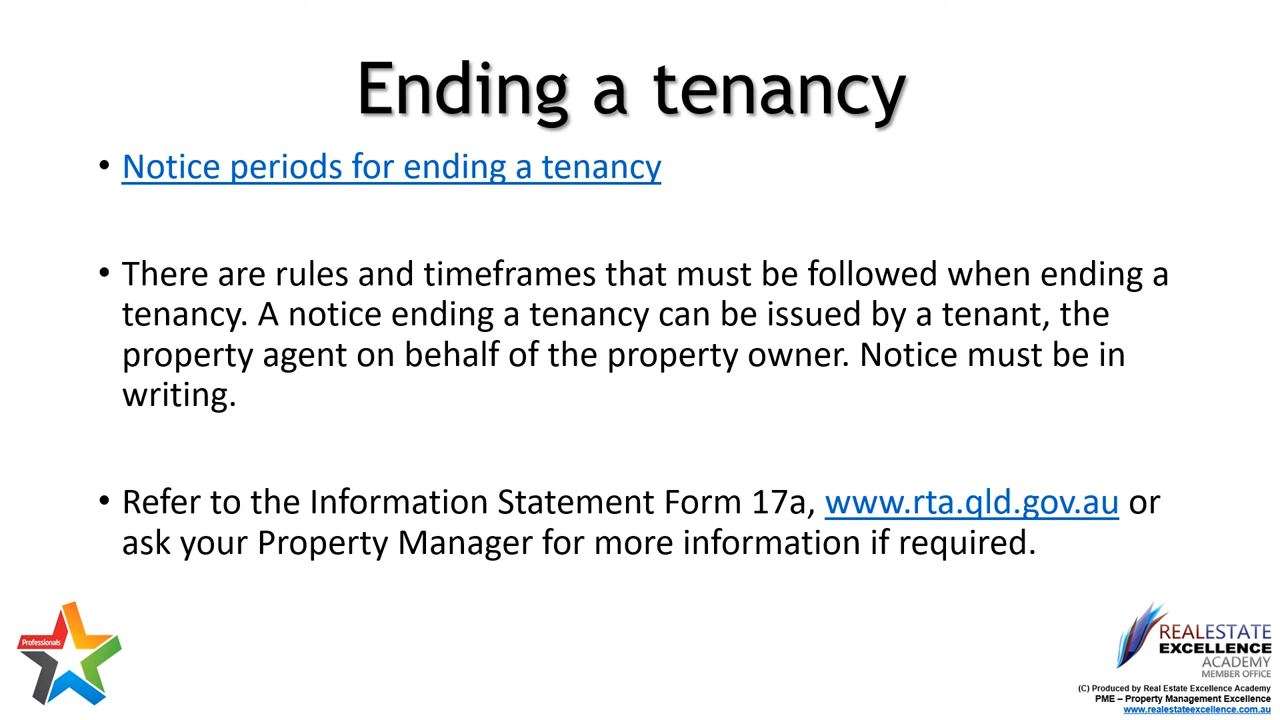 Ending a tenancy
• Notice periods for ending a tenancy
• There are rules and timeframes that must be followed when ending a
tenancy. A notice ending a tenancy can be issued by a tenant, the
property agent on behalf of the property owner. Notice must be in
writing.
• Refer to the Information Statement Form 17a, www.rta.qld.gov.au or
ask your Property Manager for more information if required.
Professionals
REALESTATE
EXCELLENCE
ACADEMY
MEMBER OFFICE
(C) Produced by Real Estate Excellence Academy
PME – Property Management Excellence
www.realestateexcellence.com.au